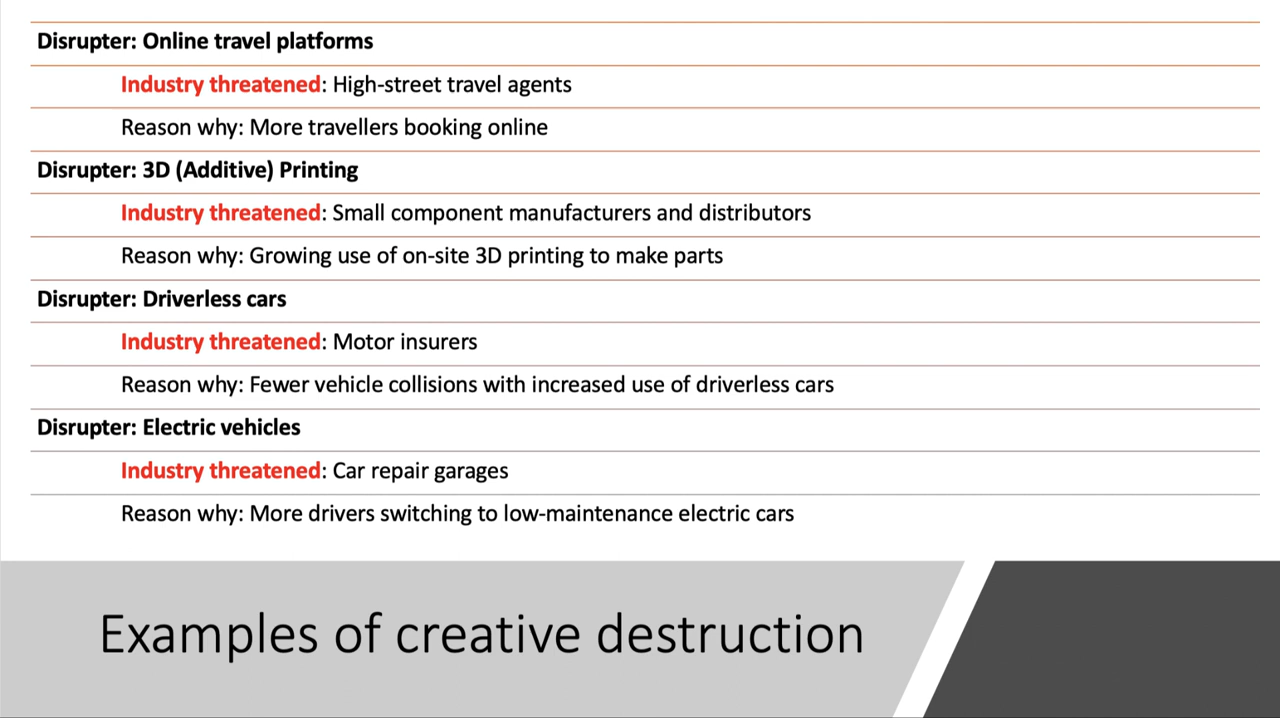 Disrupter: Online travel platforms
Industry threatened: High-street travel agents
Reason why: More travellers booking online
Disrupter: 3D (Additive) Printing
Industry threatened: Small component manufacturers and distributors
Reason why: Growing use of on-site 3D printing to make parts
Disrupter: Driverless cars
Industry threatened: Motor insurers
Reason why: Fewer vehicle collisions with increased use of driverless cars
Disrupter: Electric vehicles
Industry threatened: Car repair garages
Reason why: More drivers switching to low-maintenance electric cars
Examples of creative destruction